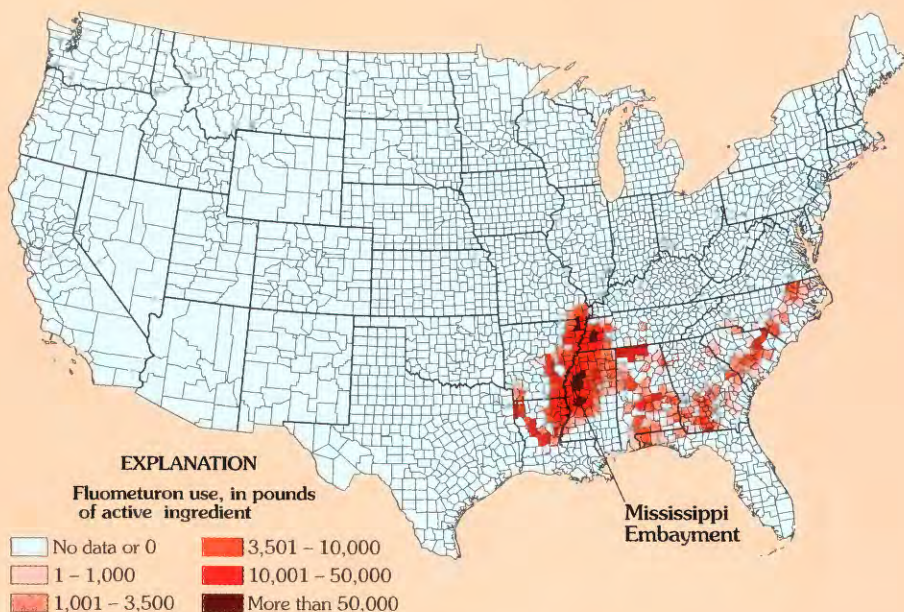 EXPLANATION
Fluometuron use, in pounds
of active ingredient
No data or 0
1 – 1,000
1,001 – 3,500
3,501 – 10,000
10,001 – 50,000
More than 50,000
Mississippi
Embayment